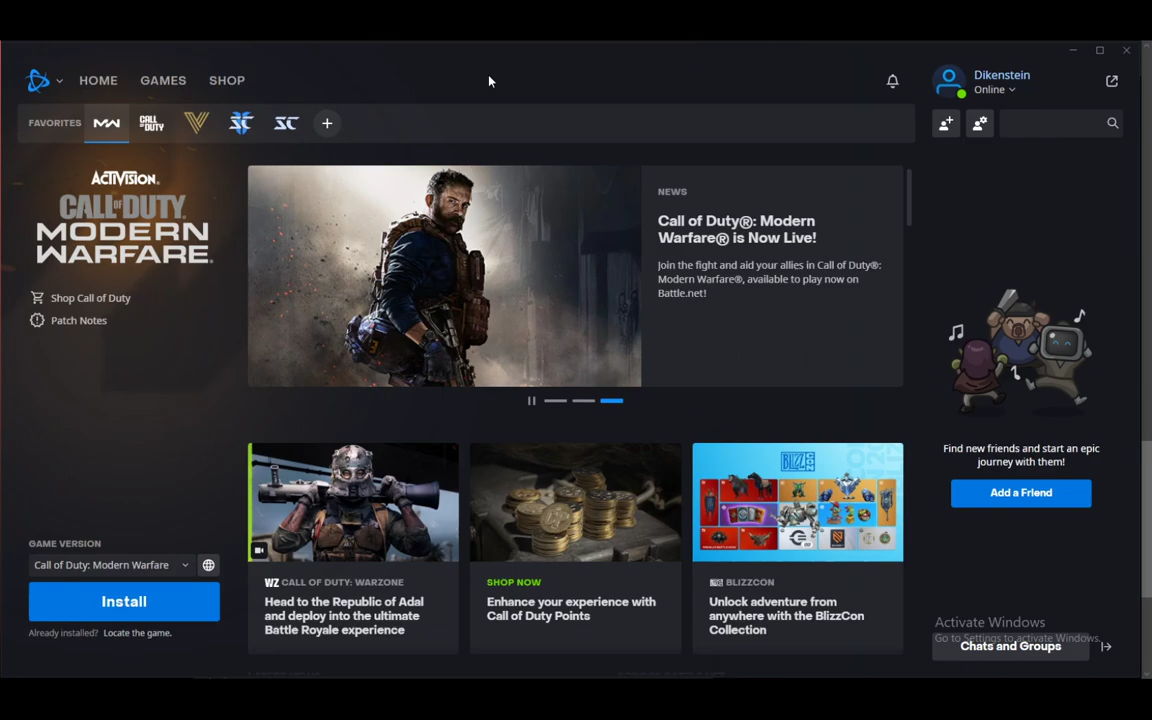 HOME GAMES SHOP
Dikenstein
Online
FAVORITES
CALL OF DUTY
ACTIVISION.
CALL OF DUTY
MODERN
WARFARE.
Shop Call of Duty
Patch Notes
NEWS
Call of Duty®: Modern
Warfare® is Now Live!
Join the fight and aid your allies in Call of Duty®:
Modern Warfare®, available to play now on
Battle.net!
Find new friends and start an epic
journey with them!
Add a Friend
GAME VERSION
Call of Duty: Modern Warfare
Install
Already installed? Locate the game.
WZ CALL OF DUTY: WARZONE
Head to the Republic of Adal
and deploy into the ultimate
Battle Royale experience
SHOP NOW
Enhance your experience with
Call of Duty Points
BLIZZCON
Unlock adventure from
anywhere with the BlizzCon
Collection
Activate Windows
Go to Settings to activate Windows.
Chats and Groups